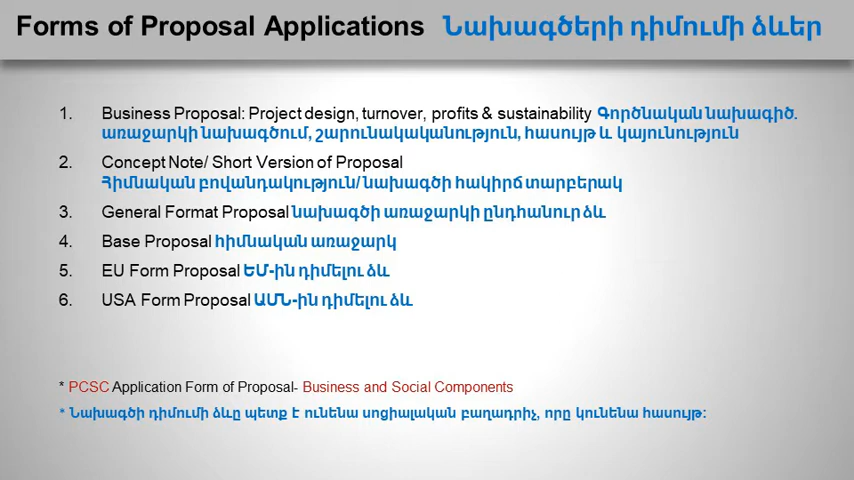 Forms of Proposal Applications Նախագծերի դիմումի ձևեր
1. Business Proposal: Project design, turnover, profits & sustainability Գործնական նախագիծ.
առաջարկի նախագծում, շարունակականություն, հասույթ և կայունություն
2. Concept Note/ Short Version of Proposal
Հիմնական բովանդակություն/ նախագծի հակիրճ տարբերակ
3. General Format Proposal նախագծի առաջարկի ընդհանուր ձև
4. Base Proposal հիմնական առաջարկ
5. EU Form Proposal ԵՄ-ին դիմելու ձև
6. USA Form Proposal ԱՄՆ-ին դիմելու ձև
* PCSC Application Form of Proposal- Business and Social Components
* Նախագծի դիմումի ձևը պետք է ունենա սոցիալական բաղադրիչ, որը կունենա հասույթ: